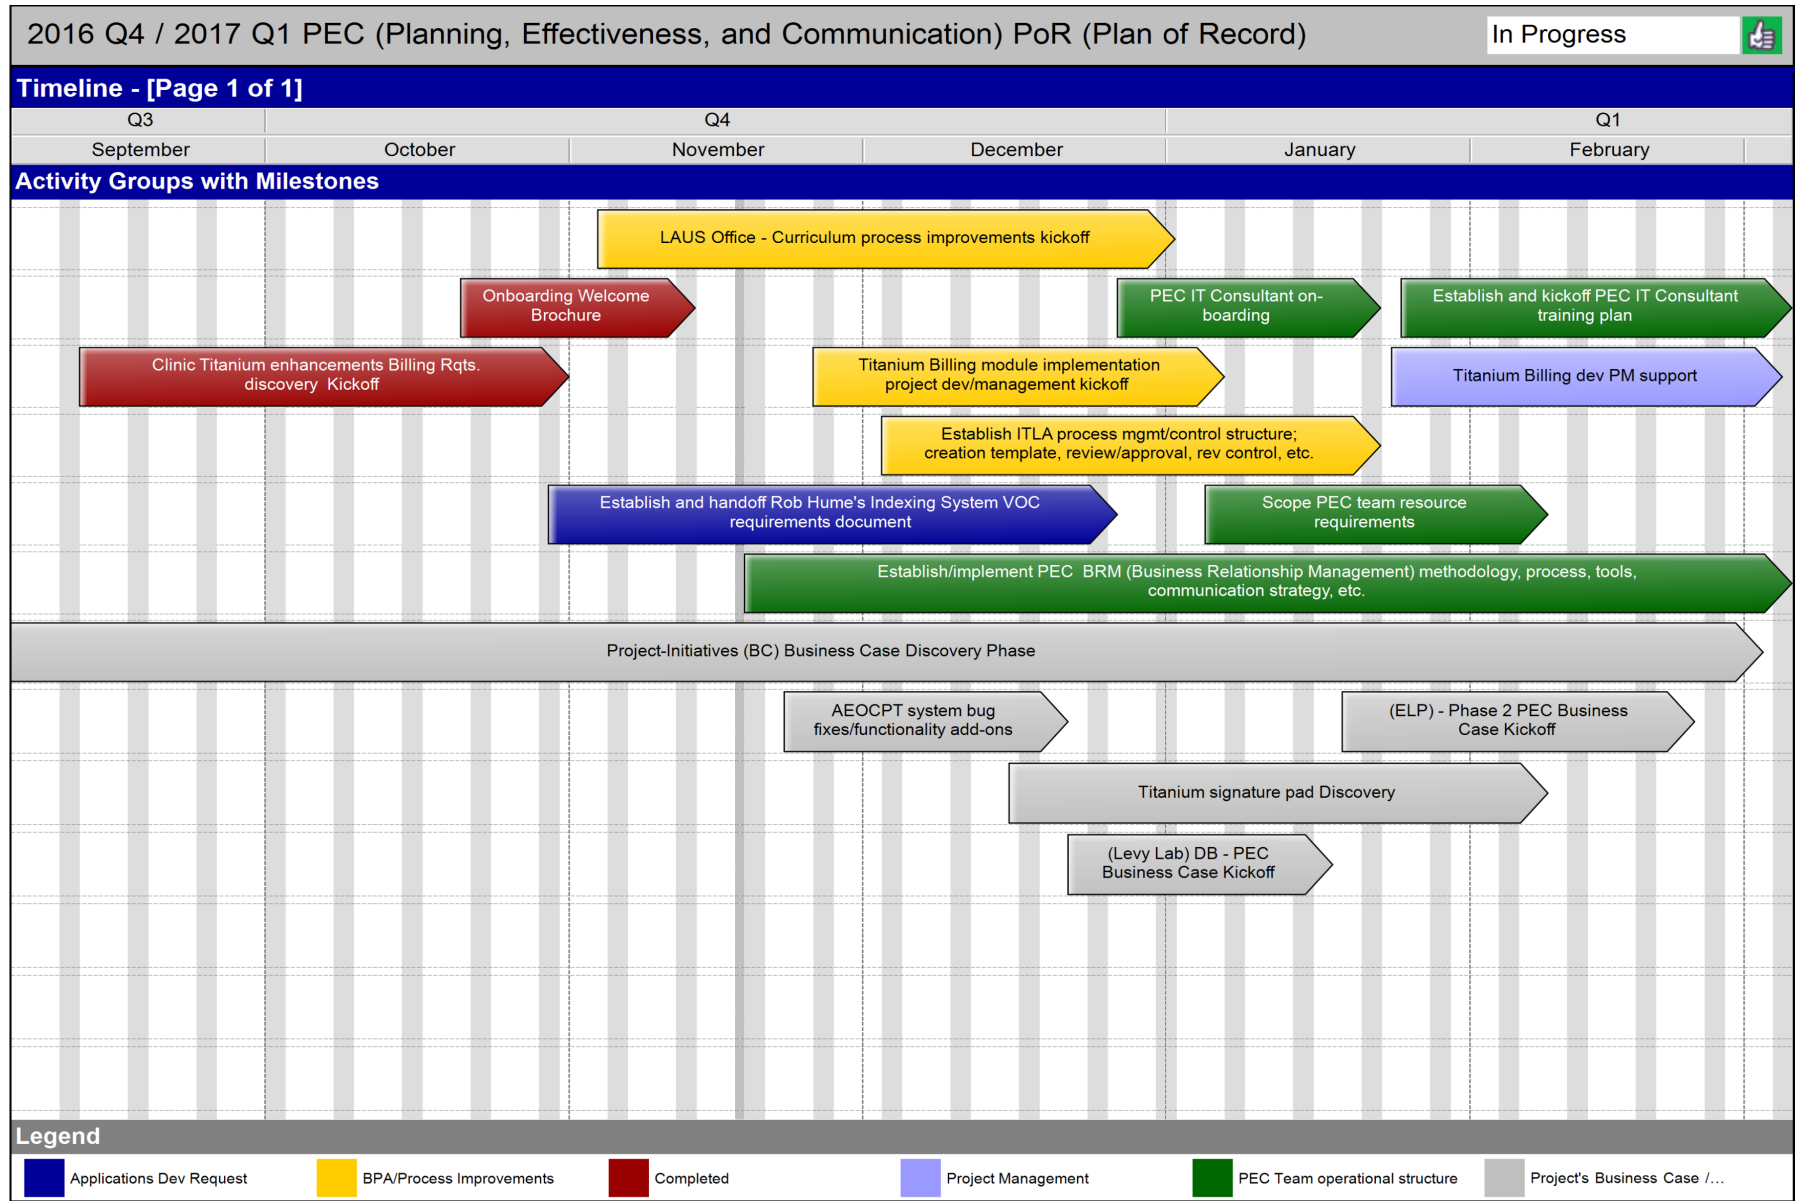 2016 Q4 / 2017 Q1 PEC (Planning, Effectiveness, and Communication) PoR (Plan of Record)
In Progress
Timeline - [Page 1 of 1]
Q3
Q4
Q1
September
October
November
December
January
February
Activity Groups with Milestones
LAUS Office - Curriculum process improvements kickoff
Onboarding Welcome
Brochure
PEC IT Consultant on-
boarding
Establish and kickoff PEC IT Consultant
training plan
Clinic Titanium enhancements Billing Rqts.
discovery  Kickoff
Titanium Billing module implementation
project dev/management kickoff
Titanium Billing dev PM support
Establish ITLA process mgmt/control structure;
creation template, review/approval, rev control, etc.
Establish and handoff Rob Hume's Indexing System VOC
requirements document
Scope PEC team resource
requirements
Establish/implement PEC  BRM (Business Relationship Management) methodology, process, tools,
communication strategy, etc.
Project-Initiatives (BC) Business Case Discovery Phase
AEOCPT system bug
fixes/functionality add-ons
(ELP) - Phase 2 PEC Business
Case Kickoff
Titanium signature pad Discovery
(Levy Lab) DB - PEC
Business Case Kickoff
Legend
Applications Dev Request
BPA/Process Improvements
Completed
Project Management
PEC Team operational structure
Project's Business Case /...